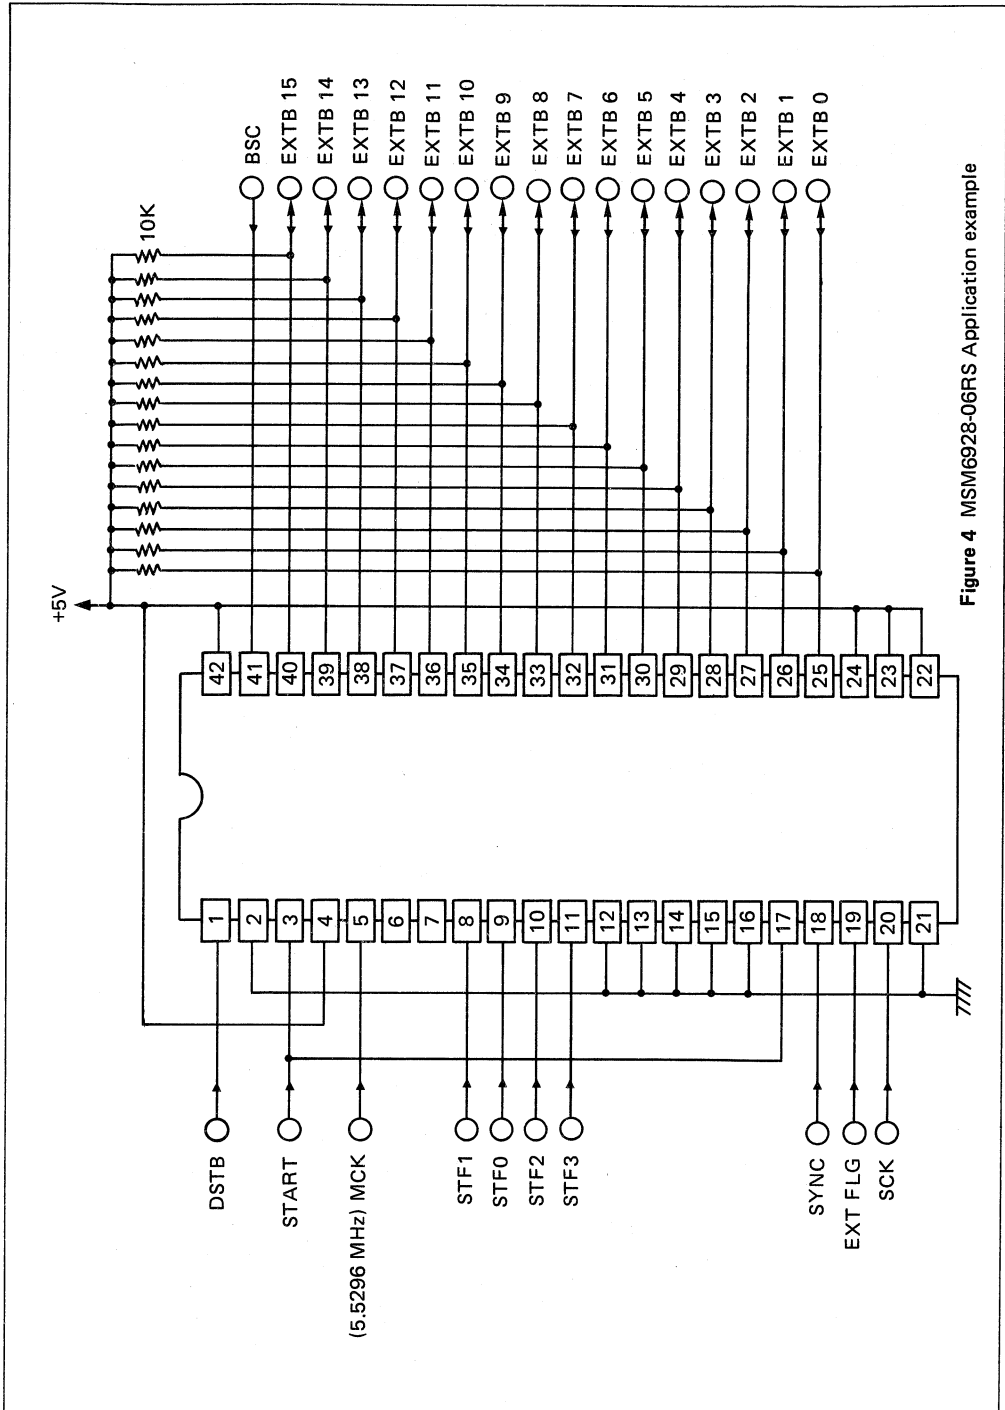 +5V
10K
BSC
EXTB 15
EXTB 14
EXTB 13
EXTB 12
EXTB 11
EXTB 10
EXTB 9
EXTB 8
EXTB 7
EXTB 6
EXTB 5
EXTB 4
EXTB 3
EXTB 2
EXTB 1
EXTB 0
42
41
40
39
38
37
36
35
34
33
32
31
30
29
28
27
26
25
24
23
22
1
2
3
4
5
6
7
8
9
10
11
12
13
14
15
16
17
18
19
20
21
DSTB
START
(5.5296 MHz) MCK
STF1
STF0
STF2
STF3
SYNC
EXT FLG
SCK
Figure 4 MSM6928-06RS Application example